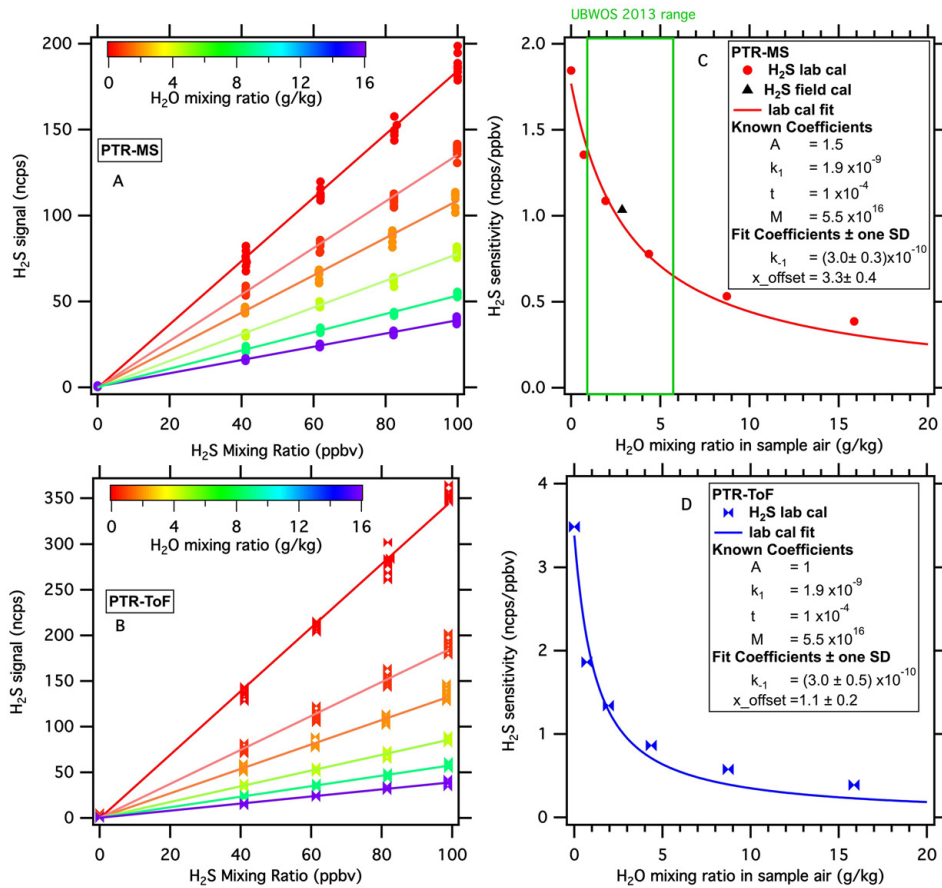 UBWOS 2013 range
200
150
100
50
0
H₂S signal (ncps)
0 4 8 12 16
H₂O mixing ratio (g/kg)
PTR-MS
A
0 20 40 60 80 100
H₂S Mixing Ratio (ppbv)
2.0
1.5
1.0
0.5
0.0
H₂S sensitivity (ncps/ppbv)
C
PTR-MS
H₂S lab cal
H₂S field cal
lab cal fit
Known Coefficients
A = 1.5
k₁ = 1.9 x10⁻⁹
t = 1 x10⁻⁴
M = 5.5 x10¹⁶
Fit Coefficients ± one SD
k₋₁ = (3.0± 0.3)x10⁻¹⁰
x_offset = 3.3± 0.4
0 5 10 15 20
H₂O mixing ratio in sample air (g/kg)
350
300
250
200
150
100
50
0
H₂S signal (ncps)
0 4 8 12 16
H₂O mixing ratio (g/kg)
PTR-ToF
B
0 20 40 60 80 100
H₂S Mixing Ratio (ppbv)
4
3
2
1
0
H₂S sensitivity (ncps/ppbv)
D
PTR-ToF
H₂S lab cal
lab cal fit
Known Coefficients
A = 1
k₁ = 1.9 x10⁻⁹
t = 1 x10⁻⁴
M = 5.5 x10¹⁶
Fit Coefficients ± one SD
k₋₁ = (3.0 ± 0.5) x10⁻¹⁰
x_offset =1.1 ± 0.2
0 5 10 15 20
H₂O mixing ratio in sample air (g/kg)